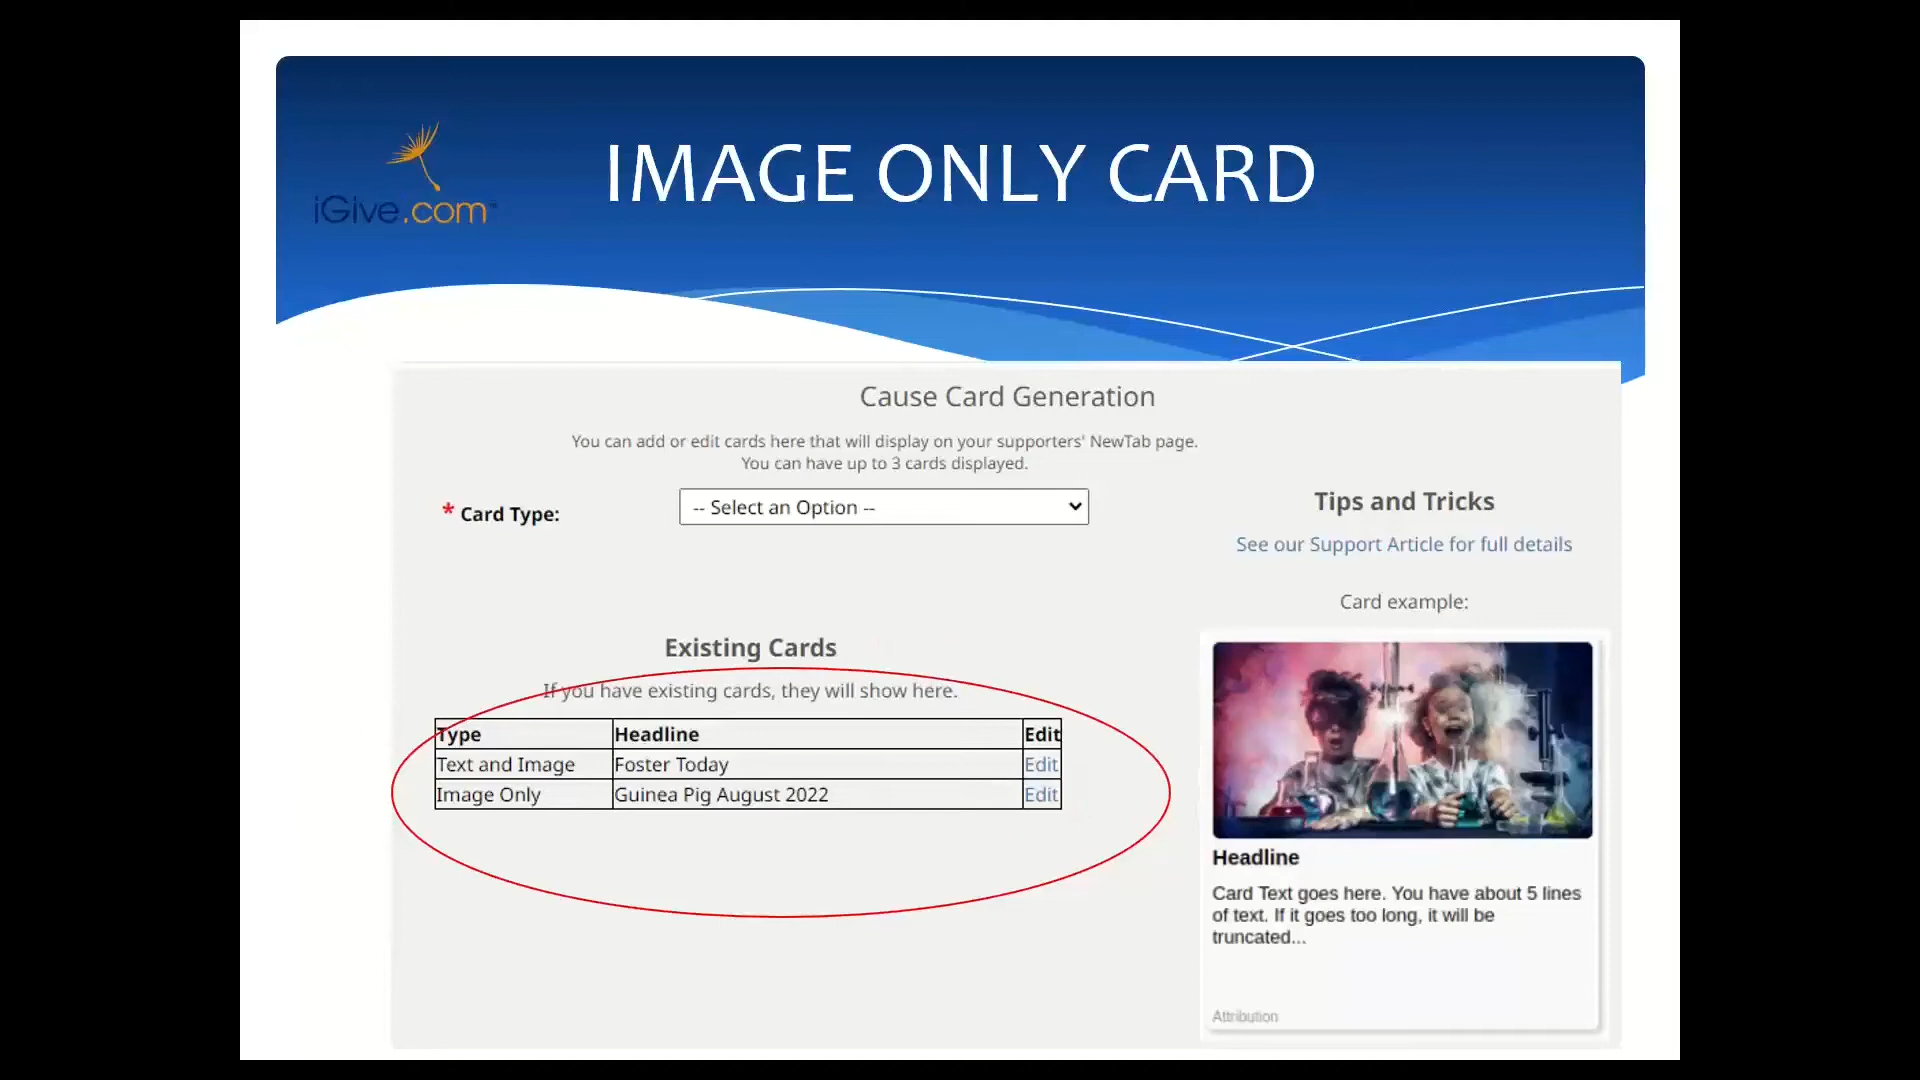 iGive.com™
IMAGE ONLY CARD
Cause Card Generation
You can add or edit cards here that will display on your supporters' NewTab page.
You can have up to 3 cards displayed.
* Card Type:
-- Select an Option --
Tips and Tricks
See our Support Article for full details
Card example:
Existing Cards
If you have existing cards, they will show here.
Type Headline Edit
Text and Image Foster Today Edit
Image Only Guinea Pig August 2022 Edit
Headline
Card Text goes here. You have about 5 lines
of text. If it goes too long, it will be
truncated...
Attribution